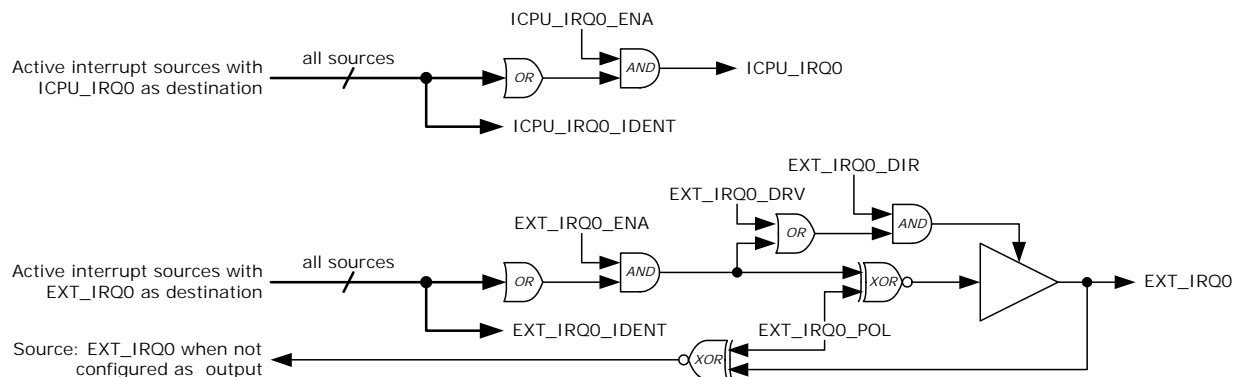 ICPU_IRQ0_ENA
all sources
Active interrupt sources with
ICPU_IRQ0 as destination
OR
AND
ICPU_IRQ0
ICPU_IRQ0_IDENT
EXT_IRQ0_DIR
EXT_IRQ0_DRV
EXT_IRQ0_ENA
OR
AND
all sources
Active interrupt sources with
EXT_IRQ0 as destination
OR
AND
XOR
EXT_IRQ0
EXT_IRQ0_IDENT
EXT_IRQ0_POL
Source: EXT_IRQ0 when not
configured as output
XOR